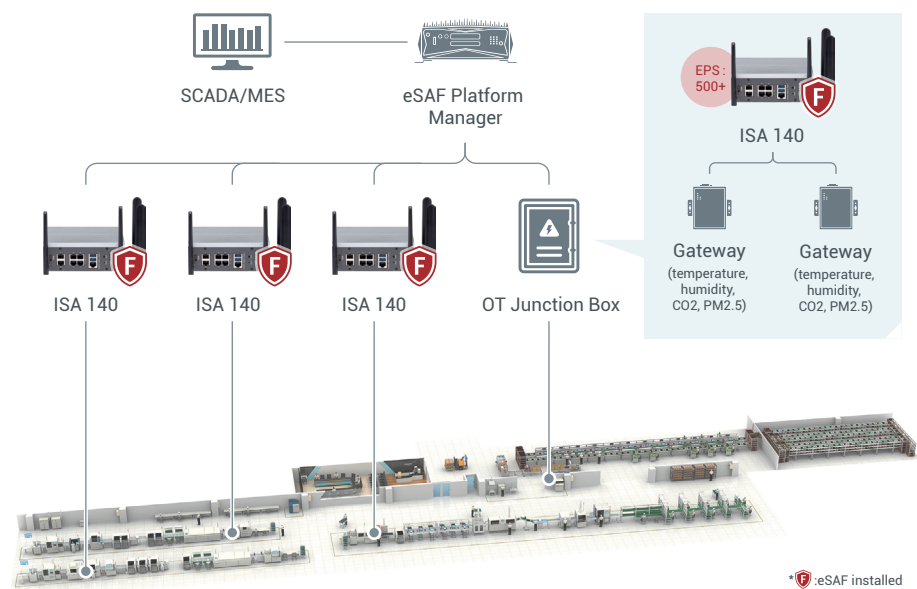 SCADA/MES
eSAF Platform
Manager
EPS :
500+
F
ISA 140
Gateway
(temperature,
humidity,
CO2, PM2.5)
Gateway
(temperature,
humidity,
CO2, PM2.5)
F
ISA 140
F
ISA 140
F
ISA 140
OT Junction Box
*F:eSAF installed